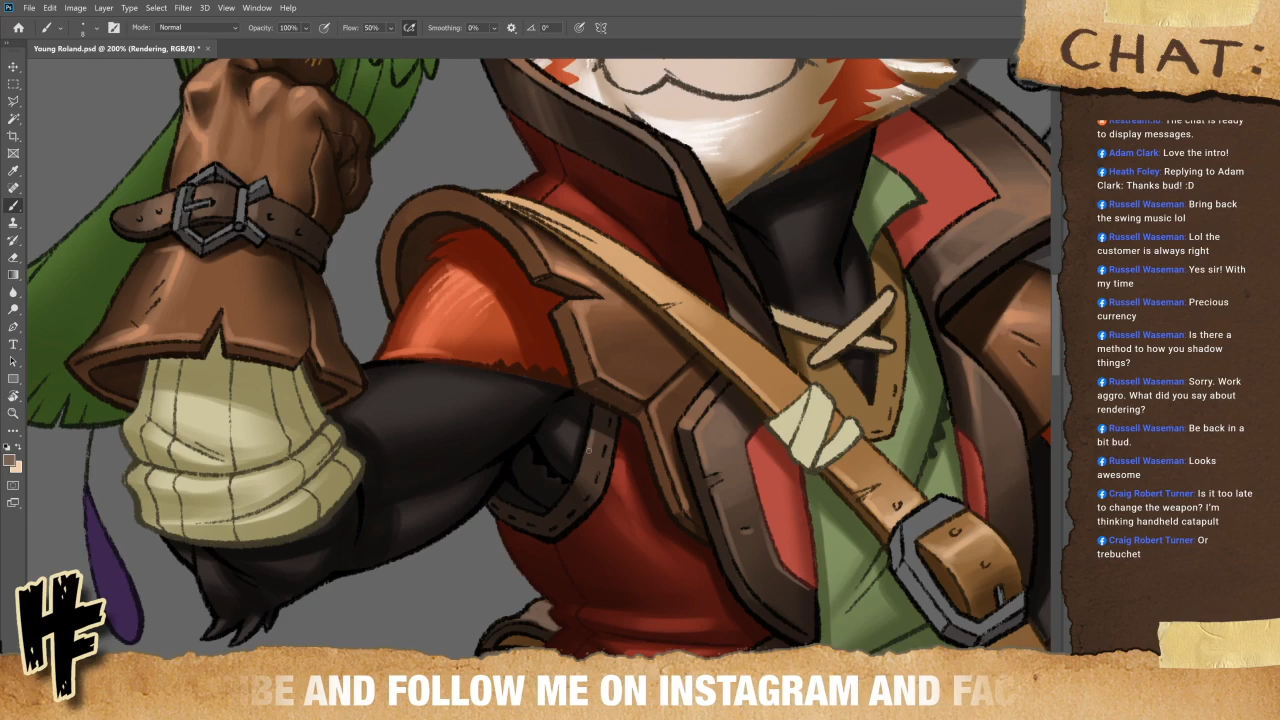 Ps File Edit Image Layer Type Select Filter 3D View Window Help
8 Mode: Normal Opacity: 100% Flow: 50% Smoothing: 0% 0°
Young Roland.psd @ 200% (Rendering, RGB/8) * ×
CHAT:
Restream.io: The chat is ready
to display messages.
Adam Clark: Love the intro!
Heath Foley: Replying to Adam
Clark: Thanks bud! :D
Russell Waseman: Bring back
the swing music lol
Russell Waseman: Lol the
customer is always right
Russell Waseman: Yes sir! With
my time
Russell Waseman: Precious
currency
Russell Waseman: Is there a
method to how you shadow
things?
Russell Waseman: Sorry. Work
aggro. What did you say about
rendering?
Russell Waseman: Be back in a
bit bud.
Russell Waseman: Looks
awesome
Craig Robert Turner: Is it too late
to change the weapon? I'm
thinking handheld catapult
Craig Robert Turner: Or
trebuchet
HF
BE AND FOLLOW ME ON INSTAGRAM AND FAC